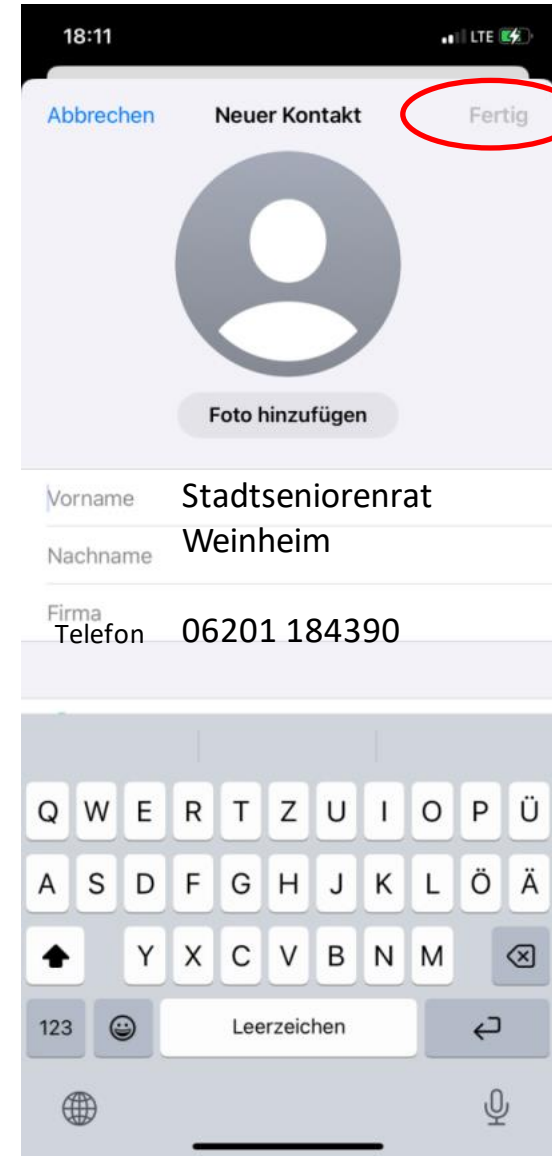 18:11 LTE
Abbrechen Neuer Kontakt Fertig
Foto hinzufügen
Vorname Stadtseniorenrat
Nachname Weinheim
Firma
Telefon 06201 184390
Q W E R T Z U I O P Ü
A S D F G H J K L Ö Ä
Y X C V B N M
123 Leerzeichen